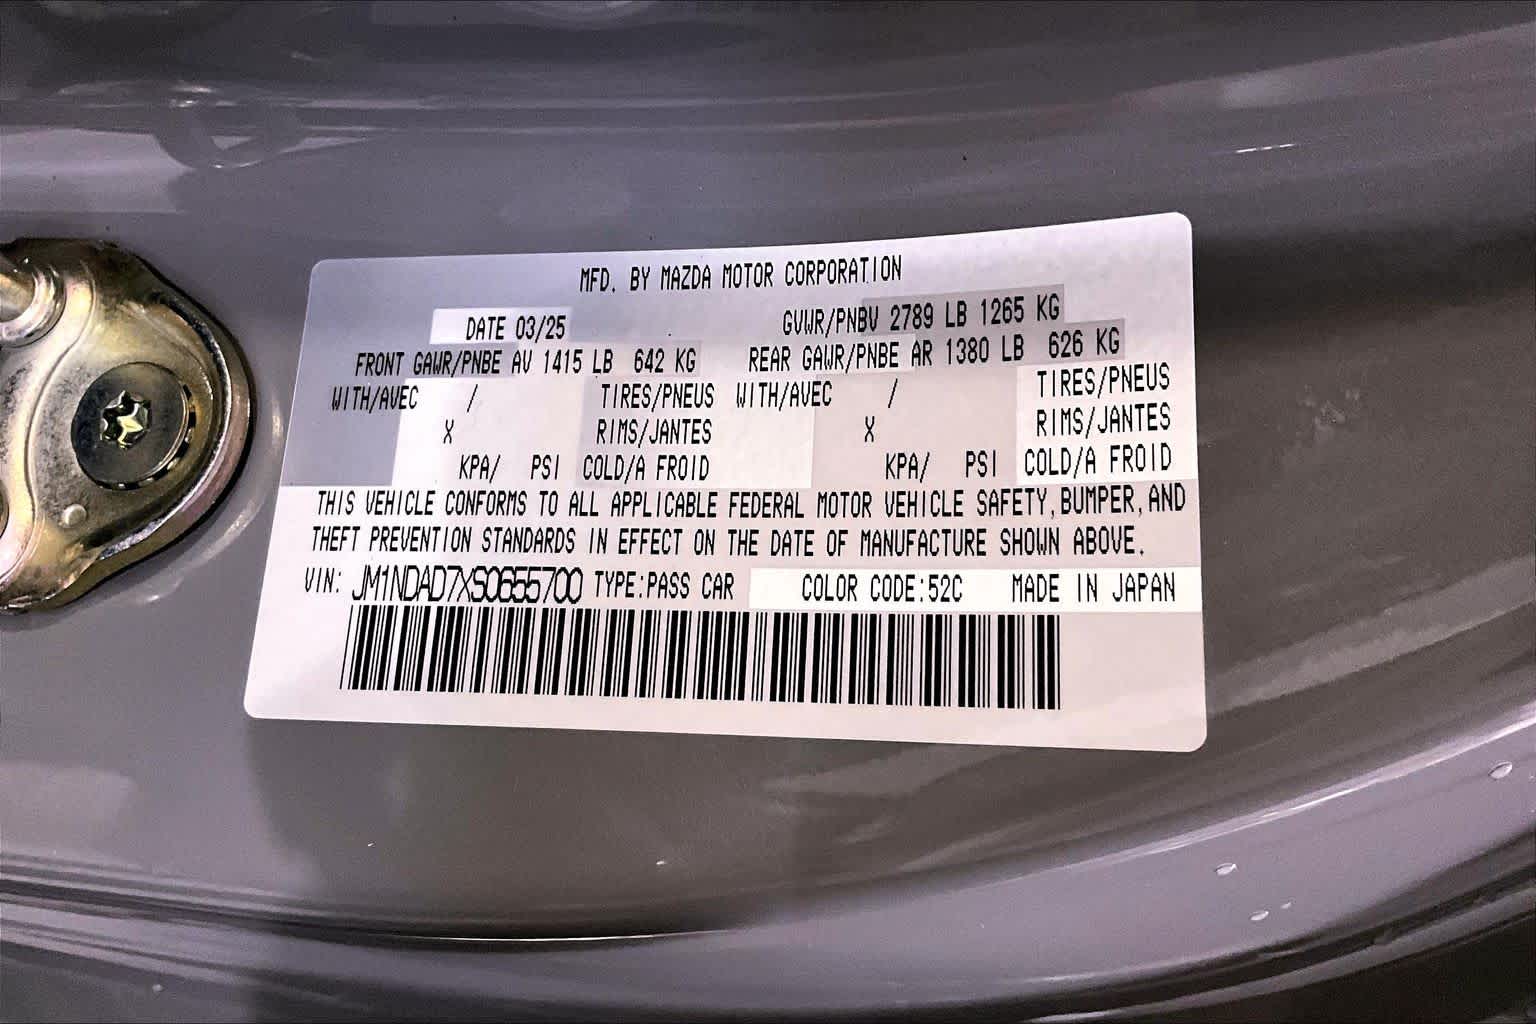 MFD. BY MAZDA MOTOR CORPORATION
DATE 03/25 GVWR/PNBV 2789 LB 1265 KG
FRONT GAWR/PNBE AV 1415 LB 642 KG REAR GAWR/PNBE AR 1380 LB 626 KG
WITH/AVEC / TIRES/PNEUS WITH/AVEC / TIRES/PNEUS
X RIMS/JANTES X RIMS/JANTES
KPA/ PSI COLD/A FROID KPA/ PSI COLD/A FROID
THIS VEHICLE CONFORMS TO ALL APPLICABLE FEDERAL MOTOR VEHICLE SAFETY, BUMPER, AND
THEFT PREVENTION STANDARDS IN EFFECT ON THE DATE OF MANUFACTURE SHOWN ABOVE.
VIN: JM1NDAD7XS0655700 TYPE:PASS CAR COLOR CODE:52C MADE IN JAPAN